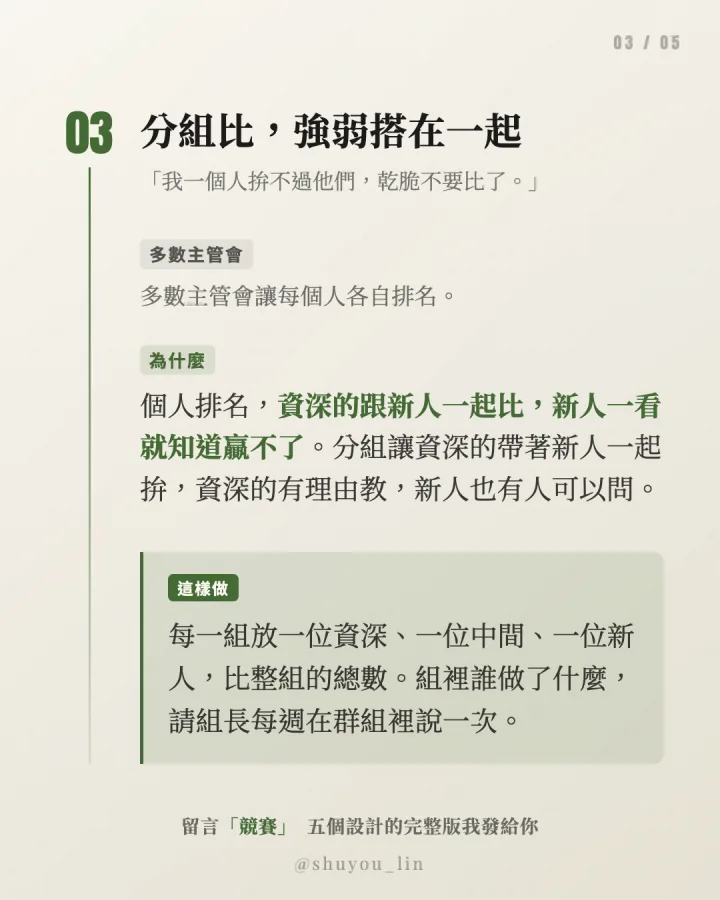 03 / 05
03 分組比，強弱搭在一起
「我一個人拚不過他們，乾脆不要比了。」
多數主管會
多數主管會讓每個人各自排名。
為什麼
個人排名，資深的跟新人一起比，新人一看
就知道贏不了。分組讓資深的帶著新人一起
拚，資深的有理由教，新人也有人可以問。
這樣做
每一組放一位資深、一位中間、一位新
人，比整組的總數。組裡誰做了什麼，
請組長每週在群組裡說一次。
留言「競賽」 五個設計的完整版我發給你
@shuyou_lin